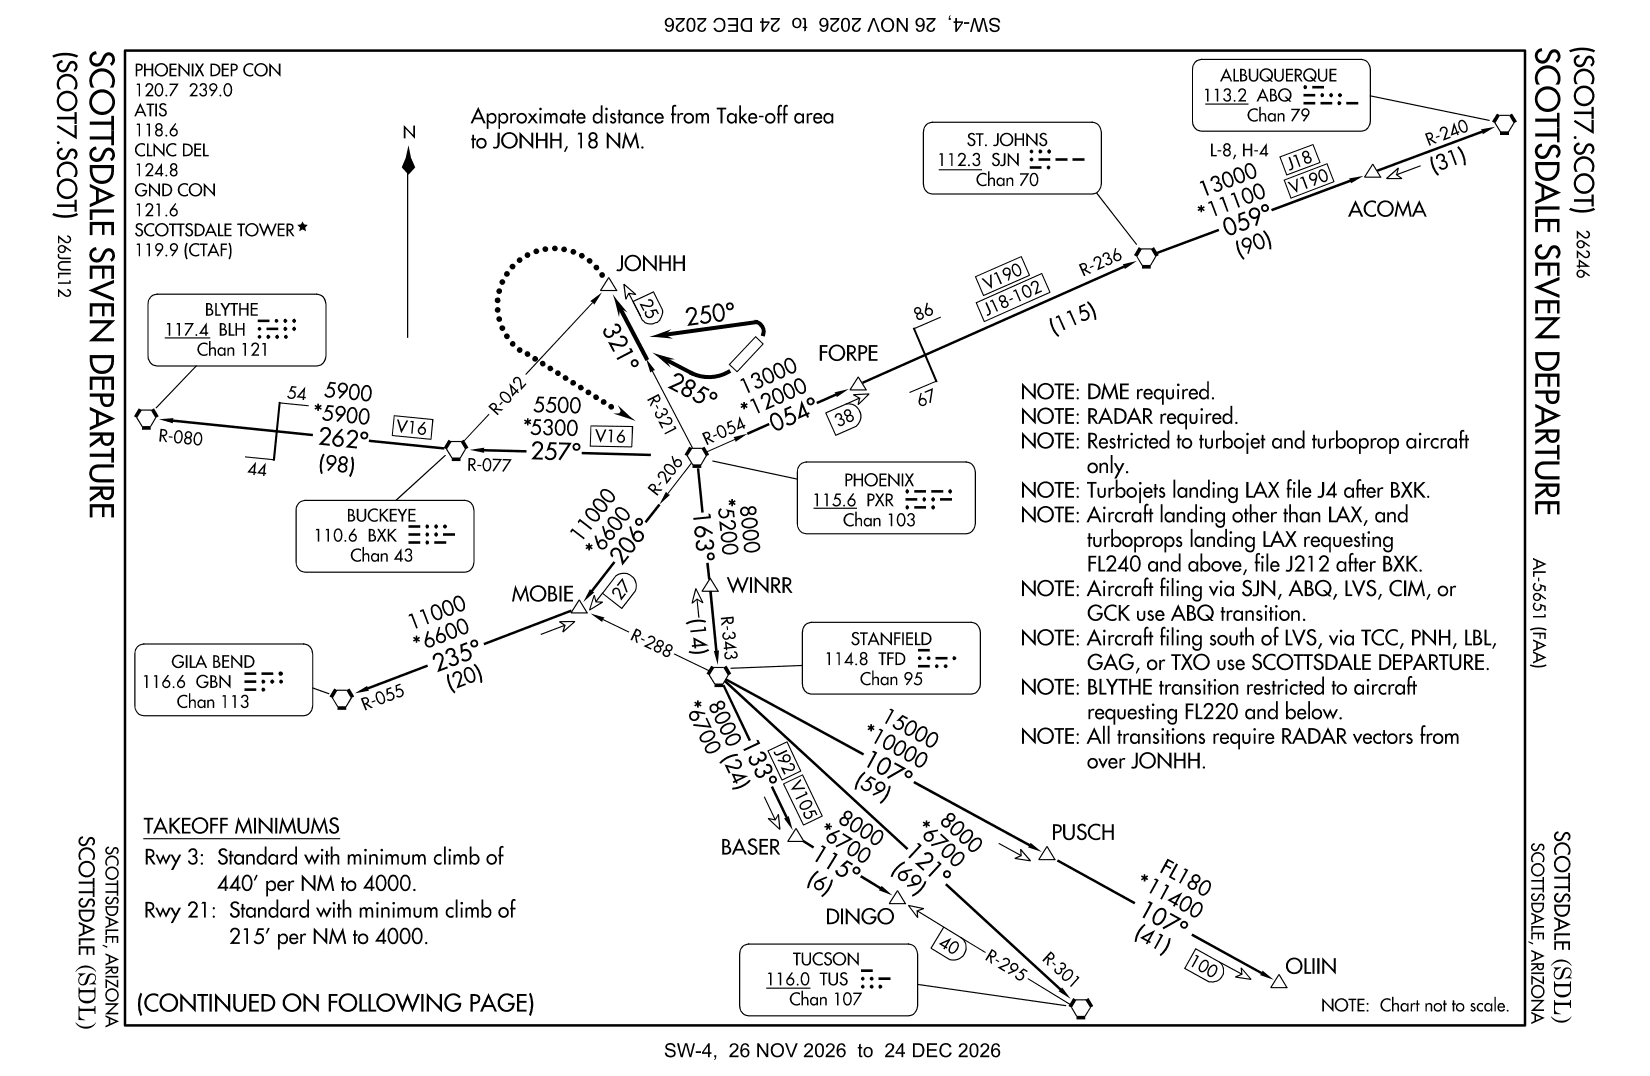 SW-4, 26 NOV 2026 to 24 DEC 2026
(SCOT7.SCOT) 26JUL12
SCOTTSDALE SEVEN DEPARTURE
SCOTTSDALE (SDL)
SCOTTSDALE, ARIZONA
PHOENIX DEP CON
120.7 239.0
ATIS
118.6
CLNC DEL
124.8
GND CON
121.6
SCOTTSDALE TOWER★
119.9 (CTAF)
N
Approximate distance from Take-off area
to JONHH, 18 NM.
ALBUQUERQUE
113.2 ABQ
Chan 79
R-240
(31)
L-8, H-4
J18
V190
13000
*11100
059°
(90)
ACOMA
ST. JOHNS
112.3 SJN
Chan 70
R-236
V190
J18-102
(115)
86
67
FORPE
38
13000
*12000
054°
R-054
JONHH
25
250°
321°
285°
R-321
R-042
BLYTHE
117.4 BLH
Chan 121
R-080
54
44
5900
*5900
262°
(98)
V16
5500
*5300
257°
V16
R-077
BUCKEYE
110.6 BXK
Chan 43
PHOENIX
115.6 PXR
Chan 103
R-206
11000
*6600
206°
27
MOBIE
8000
*5200
163°
WINRR
(14)
R-343
R-288
11000
*6600
235°
(20)
GILA BEND
116.6 GBN
Chan 113
R-055
STANFIELD
114.8 TFD
Chan 95
8000
*6700
133°
(24)
J92
V105
BASER
8000
*6700
115°
(6)
DINGO
8000
*6700
121°
(69)
40
R-295
R-301
TUCSON
116.0 TUS
Chan 107
15000
*10000
107°
(59)
PUSCH
FL180
*11400
107°
(41)
100
OLIIN
NOTE: DME required.
NOTE: RADAR required.
NOTE: Restricted to turbojet and turboprop aircraft
only.
NOTE: Turbojets landing LAX file J4 after BXK.
NOTE: Aircraft landing other than LAX, and
turboprops landing LAX requesting
FL240 and above, file J212 after BXK.
NOTE: Aircraft filing via SJN, ABQ, LVS, CIM, or
GCK use ABQ transition.
NOTE: Aircraft filing south of LVS, via TCC, PNH, LBL,
GAG, or TXO use SCOTTSDALE DEPARTURE.
NOTE: BLYTHE transition restricted to aircraft
requesting FL220 and below.
NOTE: All transitions require RADAR vectors from
over JONHH.
TAKEOFF MINIMUMS
Rwy 3: Standard with minimum climb of
440' per NM to 4000.
Rwy 21: Standard with minimum climb of
215' per NM to 4000.
(CONTINUED ON FOLLOWING PAGE)
NOTE: Chart not to scale.
(SCOT7.SCOT) 26246
SCOTTSDALE SEVEN DEPARTURE
AL-5651 (FAA)
SCOTTSDALE (SDL)
SCOTTSDALE, ARIZONA
SW-4, 26 NOV 2026 to 24 DEC 2026